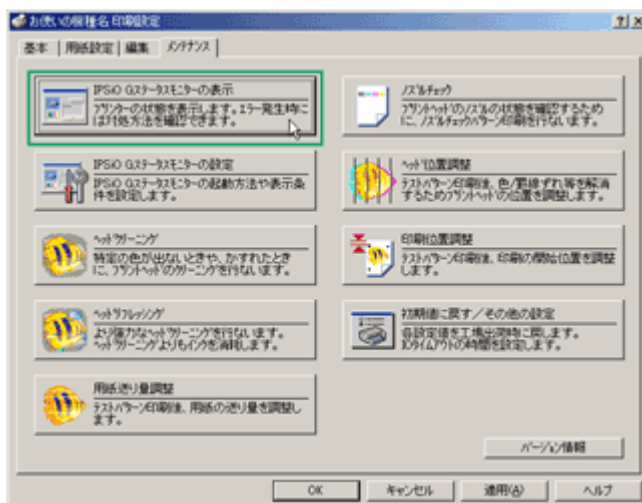 お使いの機種名 印刷設定
基本 用紙設定 編集 メンテナンス
IPSiO Gステータスモニターの表示
プリンターの状態を表示します。エラー発生時に
は対処方法を確認できます。
ノズルチェック
プリントヘッドのノズルの状態を確認するため
に、ノズルチェックパターン印刷を行ないます。
IPSiO Gステータスモニターの設定
IPSiO Gステータスモニターの起動方法や表示条
件を設定します。
ヘッド位置調整
テストパターン印刷後、色/罫線ずれ等を解消
するためプリントヘッドの位置を調整します。
ヘッドクリーニング
特定の色が出ないときや、かすれたとき
に、プリントヘッドのクリーニングを行ないます。
印刷位置調整
テストパターン印刷後、印刷の開始位置を調整
します。
ヘッドリフレッシング
より強力なヘッドクリーニングを行ないます。
ヘッドクリーニングよりもインクを消耗します。
初期値に戻す/その他の設定
各設定値を工場出荷時に戻します。
IOタイムアウトの時間を設定します。
用紙送り量調整
テストパターン印刷後、用紙の送り量を調整し
ます。
バージョン情報
OK キャンセル 適用(A) ヘルプ